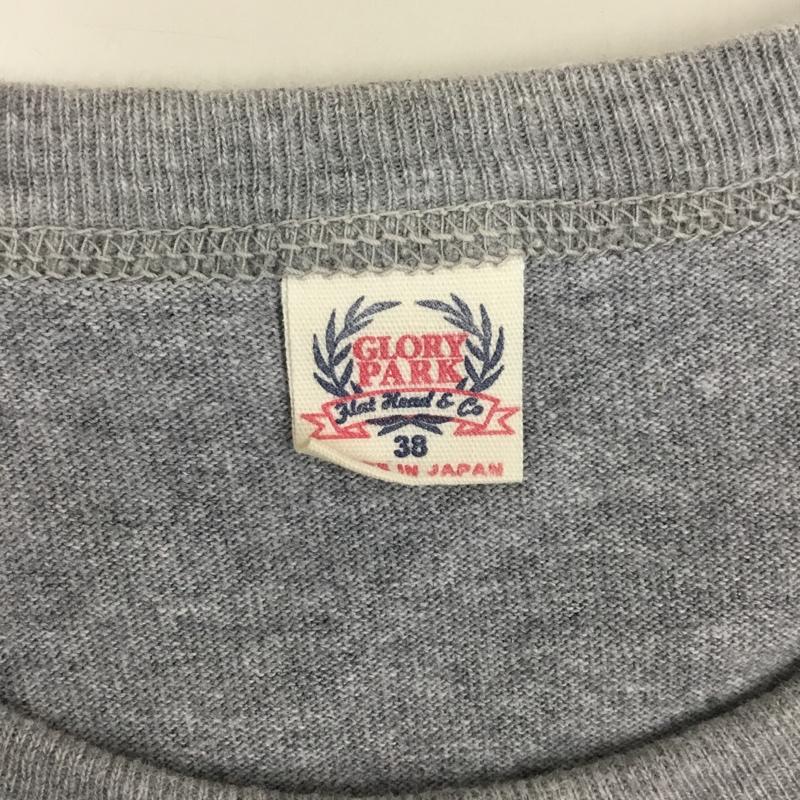 GLORY
PARK
Flat Head & Co
38
IN JAPAN